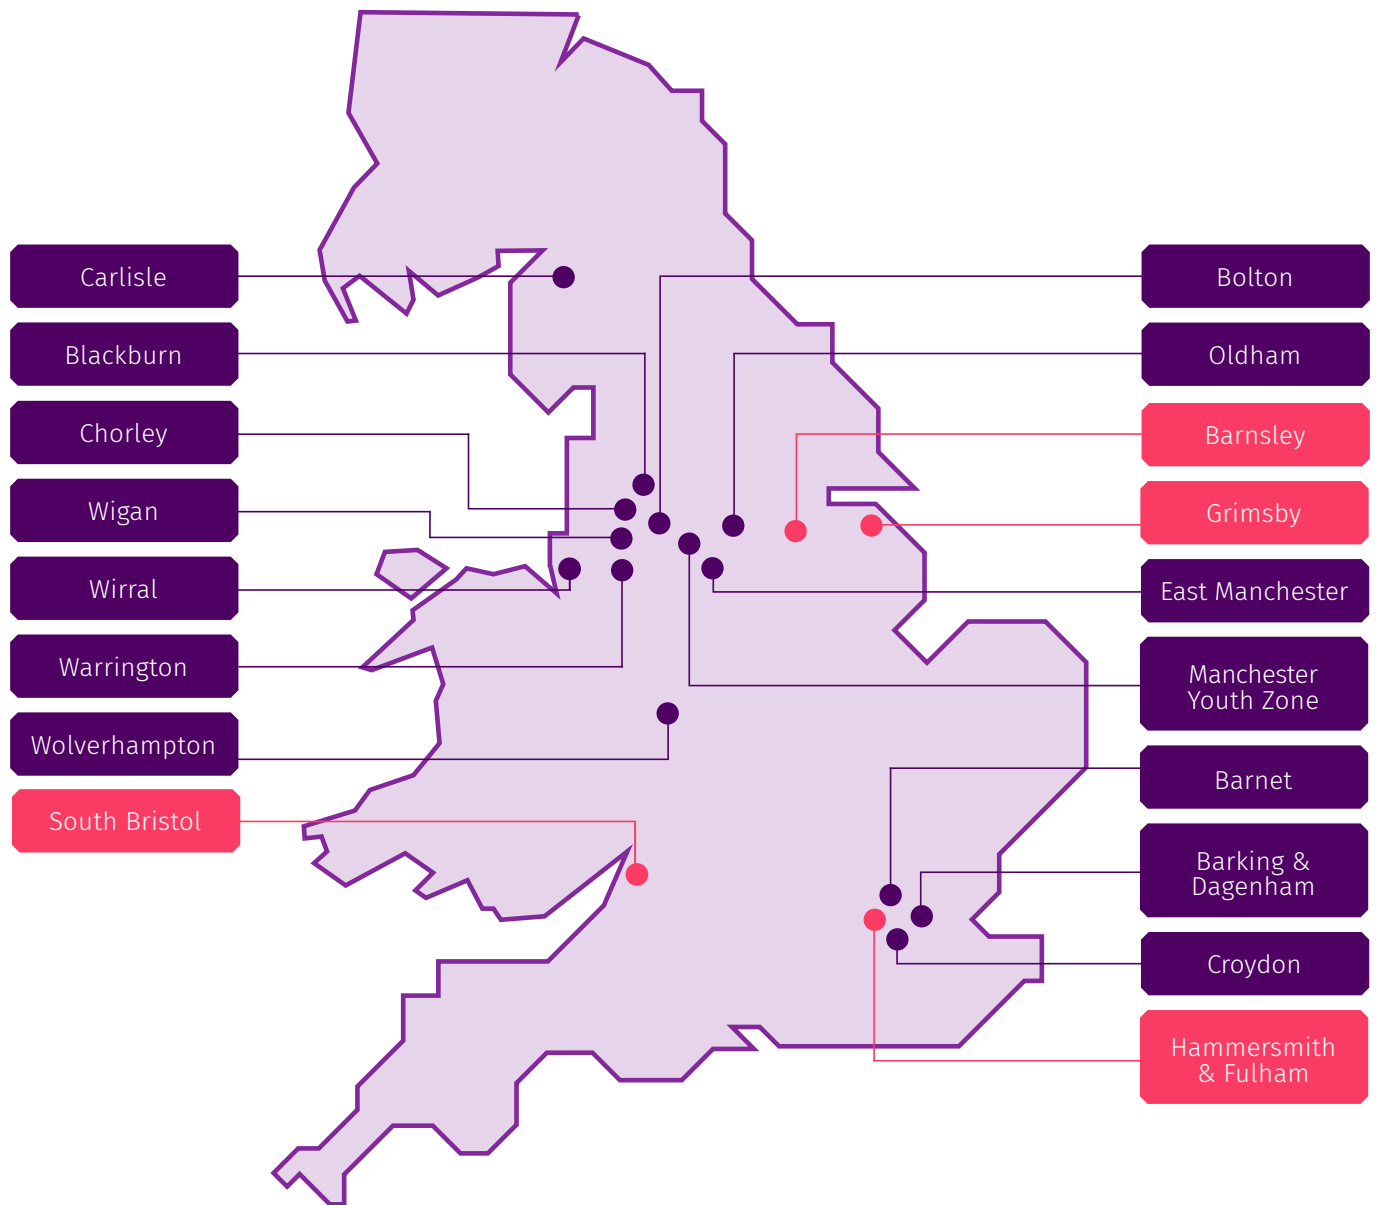 Carlisle
Blackburn
Chorley
Wigan
Wirral
Warrington
Wolverhampton
South Bristol
Bolton
Oldham
Barnsley
Grimsby
East Manchester
Manchester
Youth Zone
Barnet
Barking &
Dagenham
Croydon
Hammersmith
& Fulham